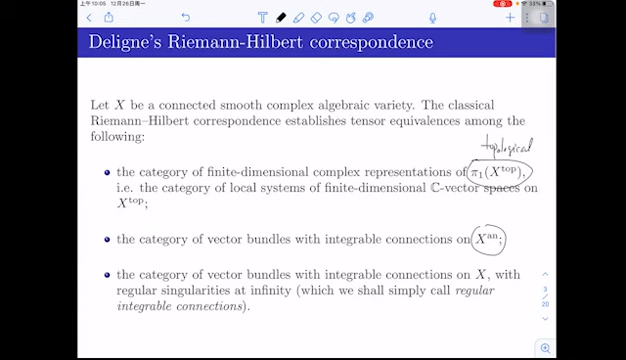 上午10:05 12月26日周一
33%
Deligne's Riemann-Hilbert correspondence
Let X be a connected smooth complex algebraic variety. The classical
Riemann–Hilbert correspondence establishes tensor equivalences among the
following:
topological
the category of finite-dimensional complex representations of π₁(Xᵗᵒᵖ),
i.e. the category of local systems of finite-dimensional ℂ-vector spaces on
Xᵗᵒᵖ;
the category of vector bundles with integrable connections on Xᵃⁿ;
the category of vector bundles with integrable connections on X, with
regular singularities at infinity (which we shall simply call regular
integrable connections).
3
/
20